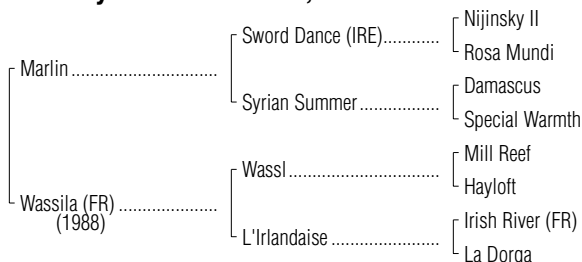 Nijinsky II
Sword Dance (IRE)............
Rosa Mundi
Marlin...............................
Damascus
Syrian Summer.................
Special Warmth
Mill Reef
Wassl................................
Hayloft
Wassila (FR).....................
(1988)
Irish River (FR)
L'Irlandaise.......................
La Dorga